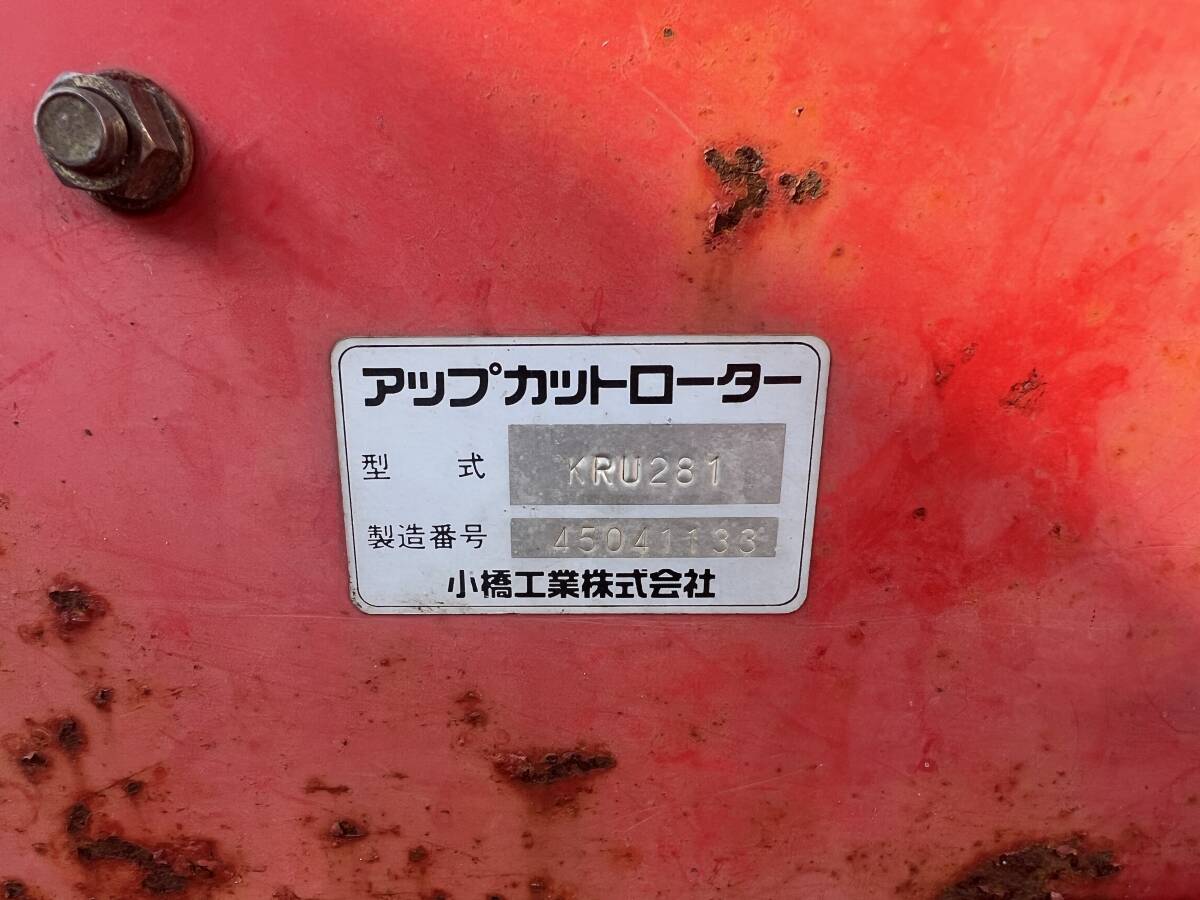 アップカットローター
型式 KRU281
製造番号 45041133
小橋工業株式会社